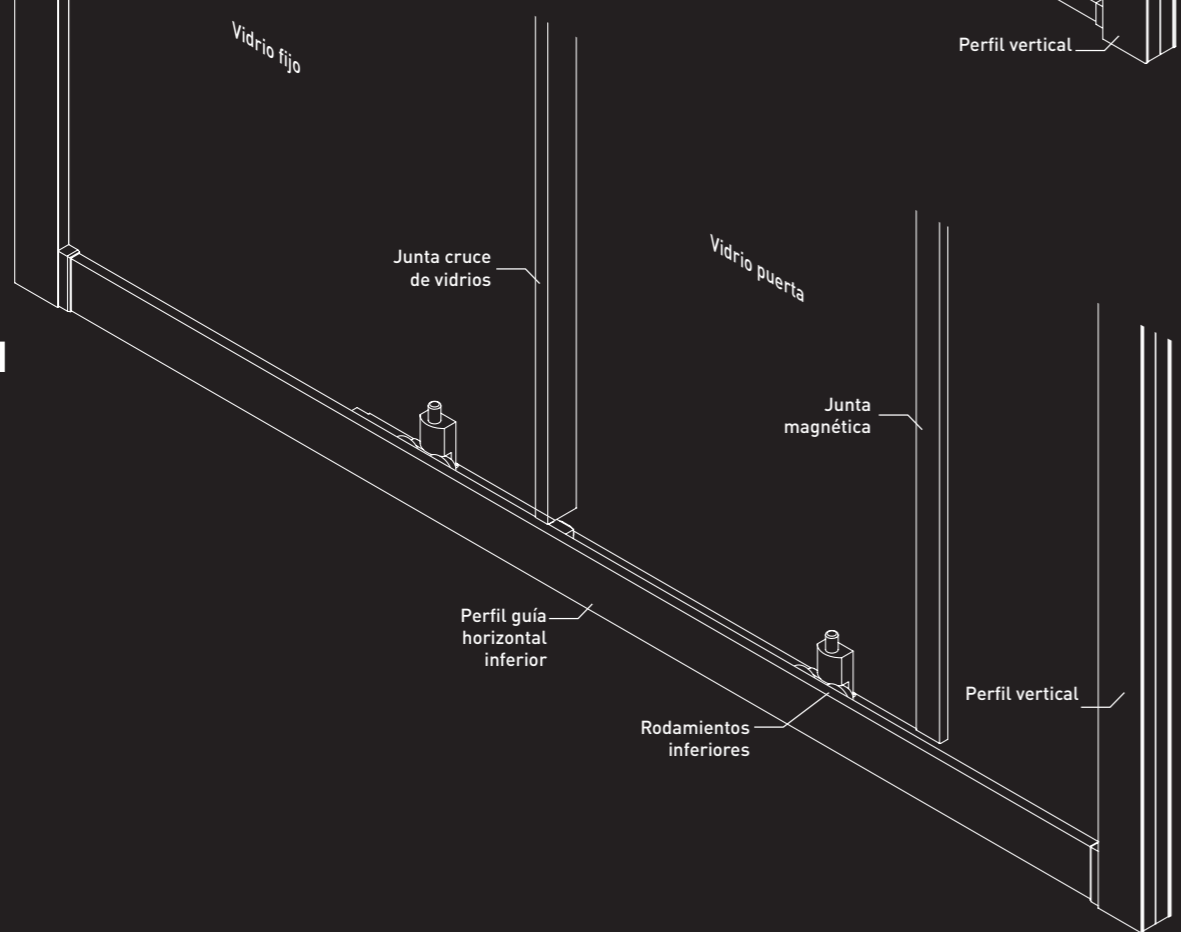 Vidrio fijo
Perfil vertical
Junta cruce
de vidrios
Vidrio puerta
Junta
magnética
Perfil guía
horizontal
inferior
Perfil vertical
Rodamientos
inferiores